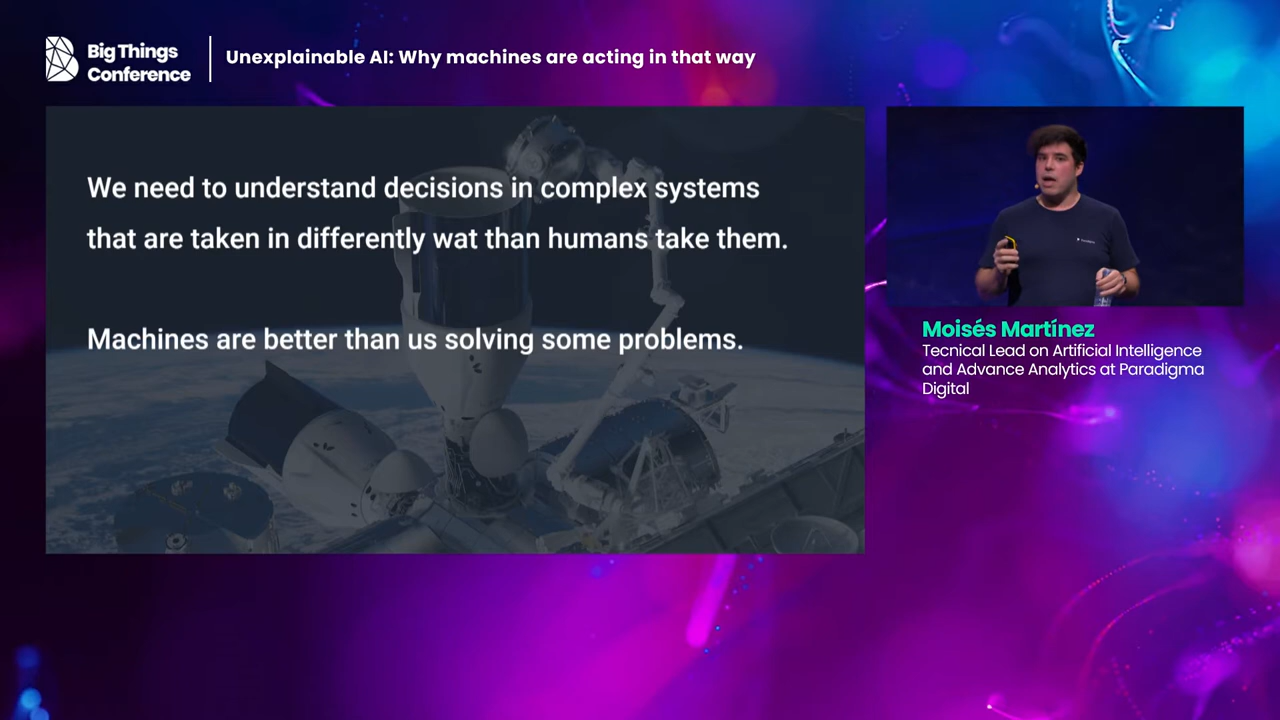 Big Things
Conference
Unexplainable AI: Why machines are acting in that way
We need to understand decisions in complex systems
that are taken in differently wat than humans take them.
Machines are better than us solving some problems.
Moisés Martínez
Tecnical Lead on Artificial Intelligence
and Advance Analytics at Paradigma
Digital